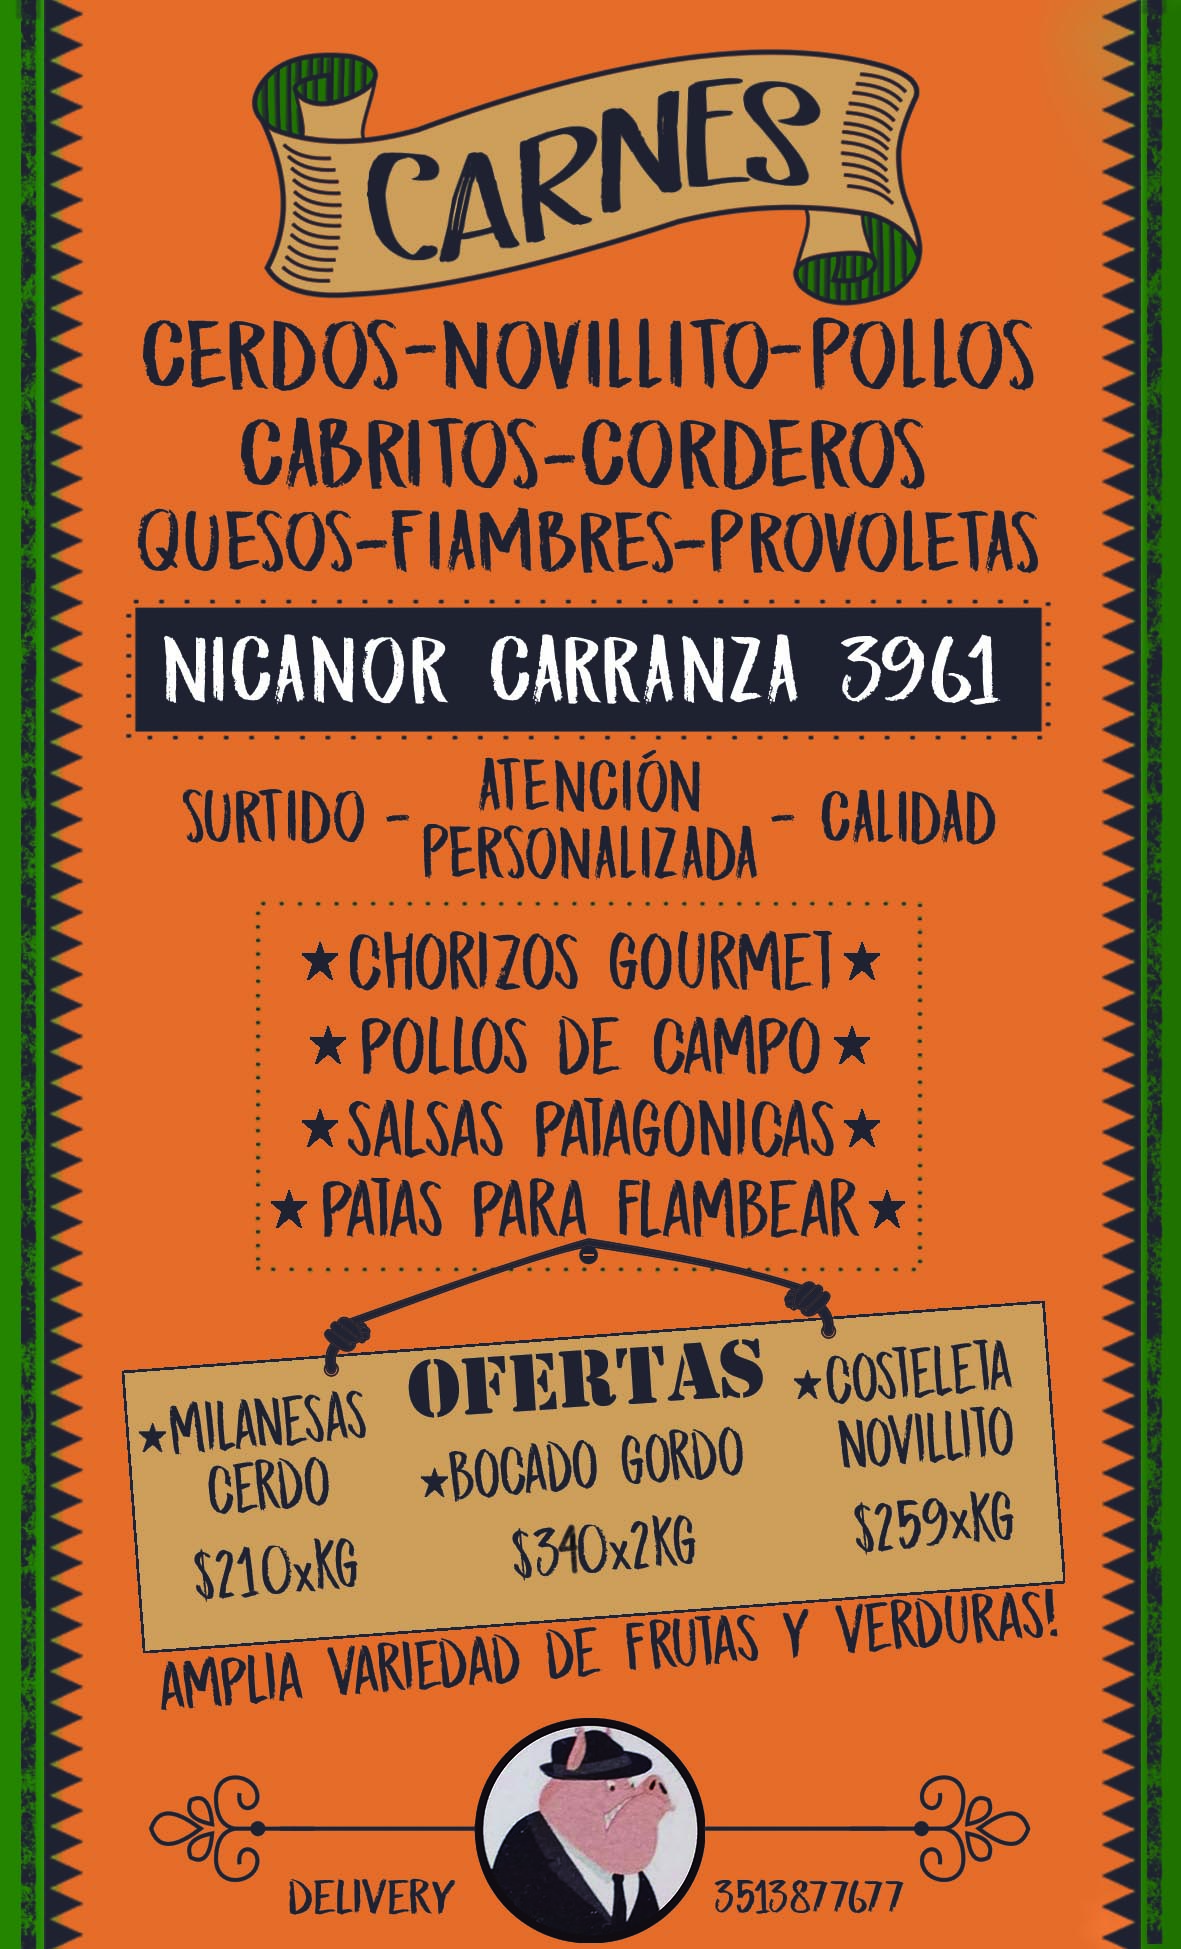 CARNES
CERDOS-NOVILLITO-POLLOS
CABRITOS-CORDEROS
QUESOS-FIAMBRES-PROVOLETAS
NICANOR CARRANZA 3961
SURTIDO - ATENCIÓN PERSONALIZADA - CALIDAD
★CHORIZOS GOURMET★
★POLLOS DE CAMPO★
★SALSAS PATAGONICAS★
★PATAS PARA FLAMBEAR★
OFERTAS
★MILANESAS
CERDO
$210xKG
★BOCADO GORDO
$340x2KG
★COSTELETA
NOVILLITO
$259xKG
AMPLIA VARIEDAD DE FRUTAS Y VERDURAS!
DELIVERY 3513877677